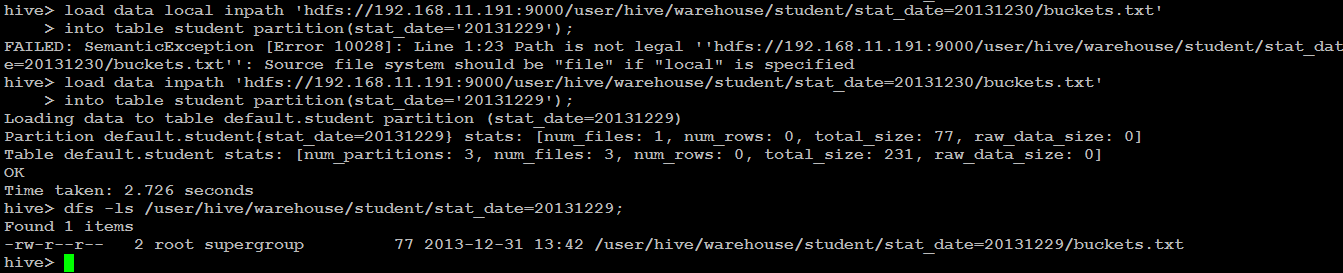 hive> load data local inpath 'hdfs://192.168.11.191:9000/user/hive/warehouse/student/stat_date=20131230/buckets.txt'
    > into table student partition(stat_date='20131229');
FAILED: SemanticException [Error 10028]: Line 1:23 Path is not legal ''hdfs://192.168.11.191:9000/user/hive/warehouse/student/stat_dat
e=20131230/buckets.txt'': Source file system should be "file" if "local" is specified
hive> load data inpath 'hdfs://192.168.11.191:9000/user/hive/warehouse/student/stat_date=20131230/buckets.txt'
    > into table student partition(stat_date='20131229');
Loading data to table default.student partition (stat_date=20131229)
Partition default.student{stat_date=20131229} stats: [num_files: 1, num_rows: 0, total_size: 77, raw_data_size: 0]
Table default.student stats: [num_partitions: 3, num_files: 3, num_rows: 0, total_size: 231, raw_data_size: 0]
OK
Time taken: 2.726 seconds
hive> dfs -ls /user/hive/warehouse/student/stat_date=20131229;
Found 1 items
-rw-r--r--   2 root supergroup         77 2013-12-31 13:42 /user/hive/warehouse/student/stat_date=20131229/buckets.txt
hive>